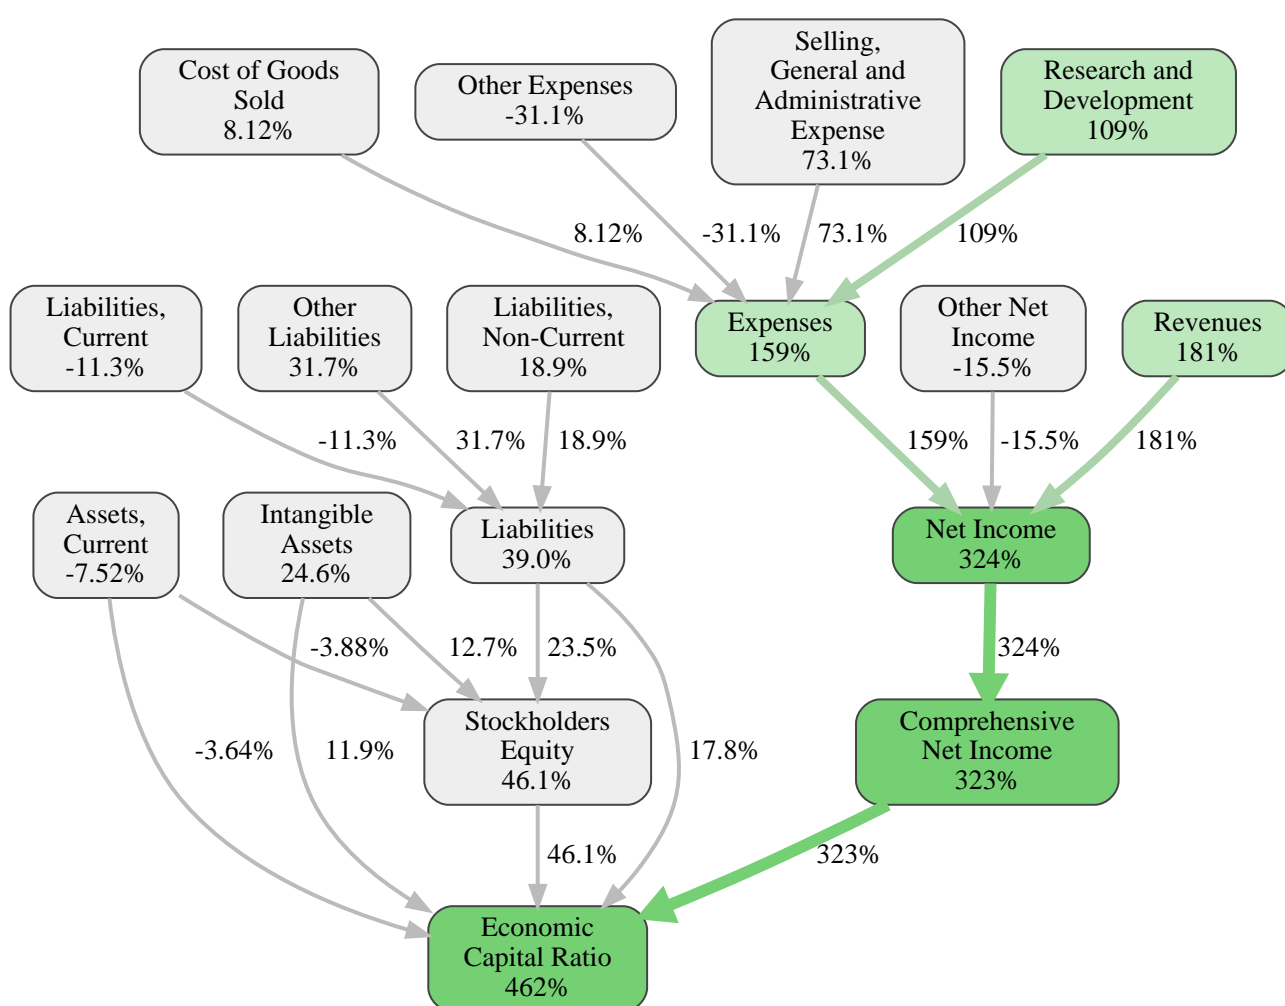 Cost of Goods
Sold
8.12%
Other Expenses
-31.1%
Selling,
General and
Administrative
Expense
73.1%
Research and
Development
109%
8.12%
-31.1%
73.1%
109%
Liabilities,
Current
-11.3%
Other
Liabilities
31.7%
Liabilities,
Non-Current
18.9%
Expenses
159%
Other Net
Income
-15.5%
Revenues
181%
-11.3%
31.7%
18.9%
159%
-15.5%
181%
Assets,
Current
-7.52%
Intangible
Assets
24.6%
Liabilities
39.0%
Net Income
324%
-3.88%
12.7%
23.5%
324%
Stockholders
Equity
46.1%
Comprehensive
Net Income
323%
-3.64%
11.9%
17.8%
46.1%
323%
Economic
Capital Ratio
462%